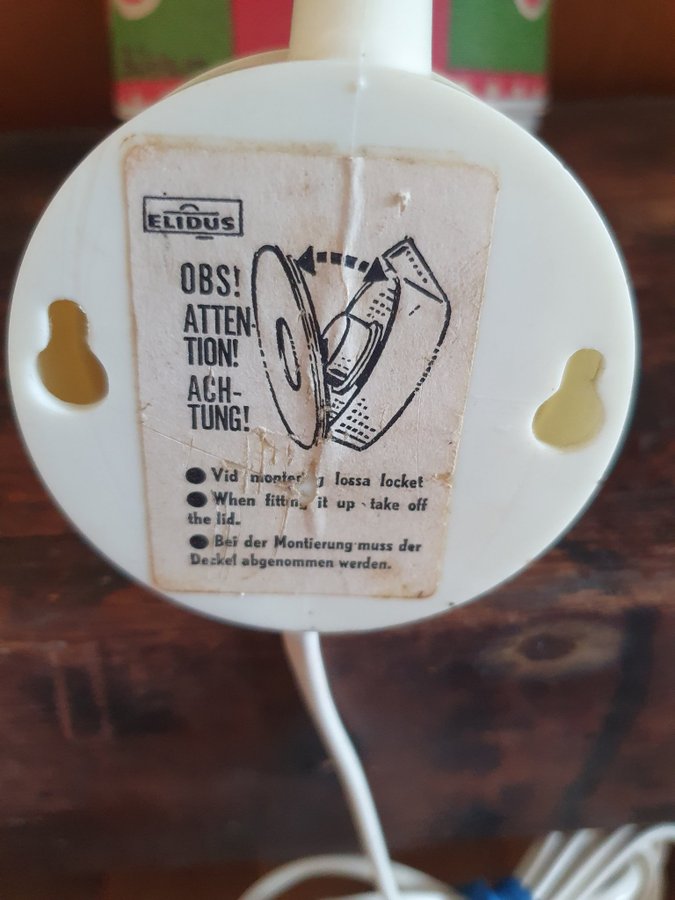 ELIDUS
OBS!
ATTEN-
TION!
ACH-
TUNG!
Vid montering lossa locket
When fitting it up - take off
the lid.
Bei der Montierung muss der
Deckel abgenommen werden.